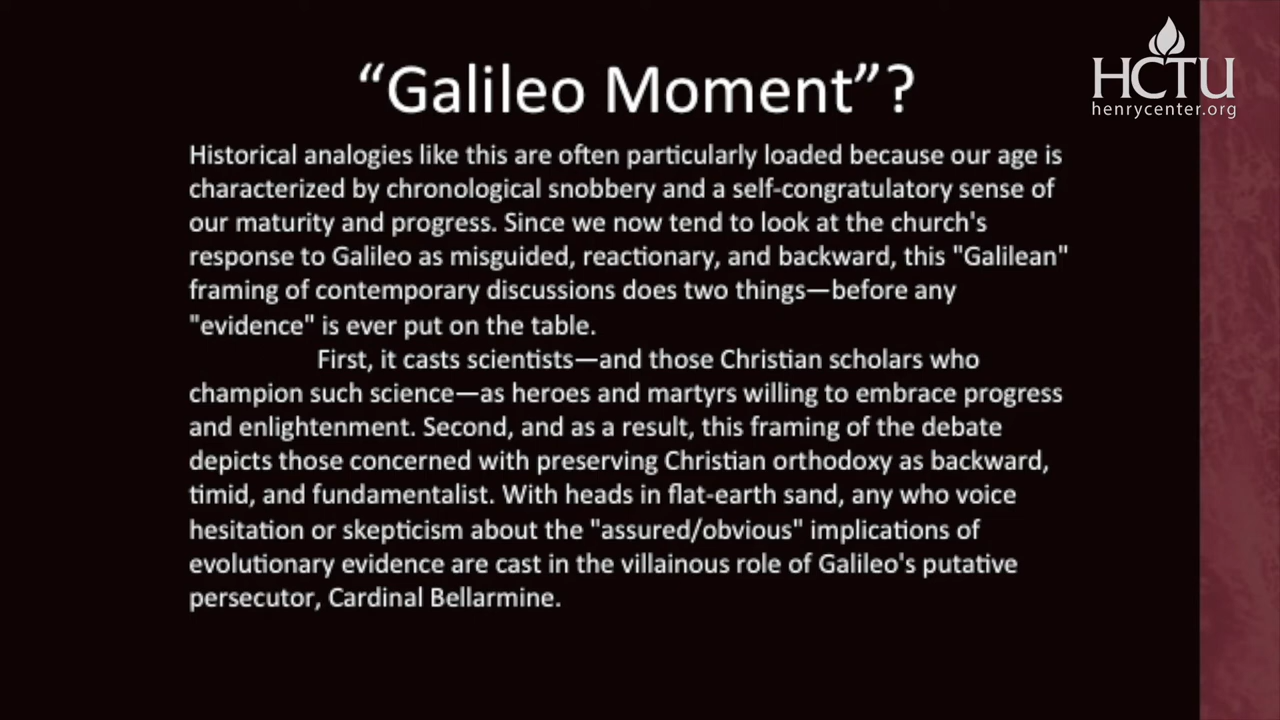 “Galileo Moment”?
HCTU
henrycenter.org
Historical analogies like this are often particularly loaded because our age is
characterized by chronological snobbery and a self-congratulatory sense of
our maturity and progress. Since we now tend to look at the church's
response to Galileo as misguided, reactionary, and backward, this "Galilean"
framing of contemporary discussions does two things—before any
"evidence" is ever put on the table.
First, it casts scientists—and those Christian scholars who
champion such science—as heroes and martyrs willing to embrace progress
and enlightenment. Second, and as a result, this framing of the debate
depicts those concerned with preserving Christian orthodoxy as backward,
timid, and fundamentalist. With heads in flat-earth sand, any who voice
hesitation or skepticism about the "assured/obvious" implications of
evolutionary evidence are cast in the villainous role of Galileo's putative
persecutor, Cardinal Bellarmine.